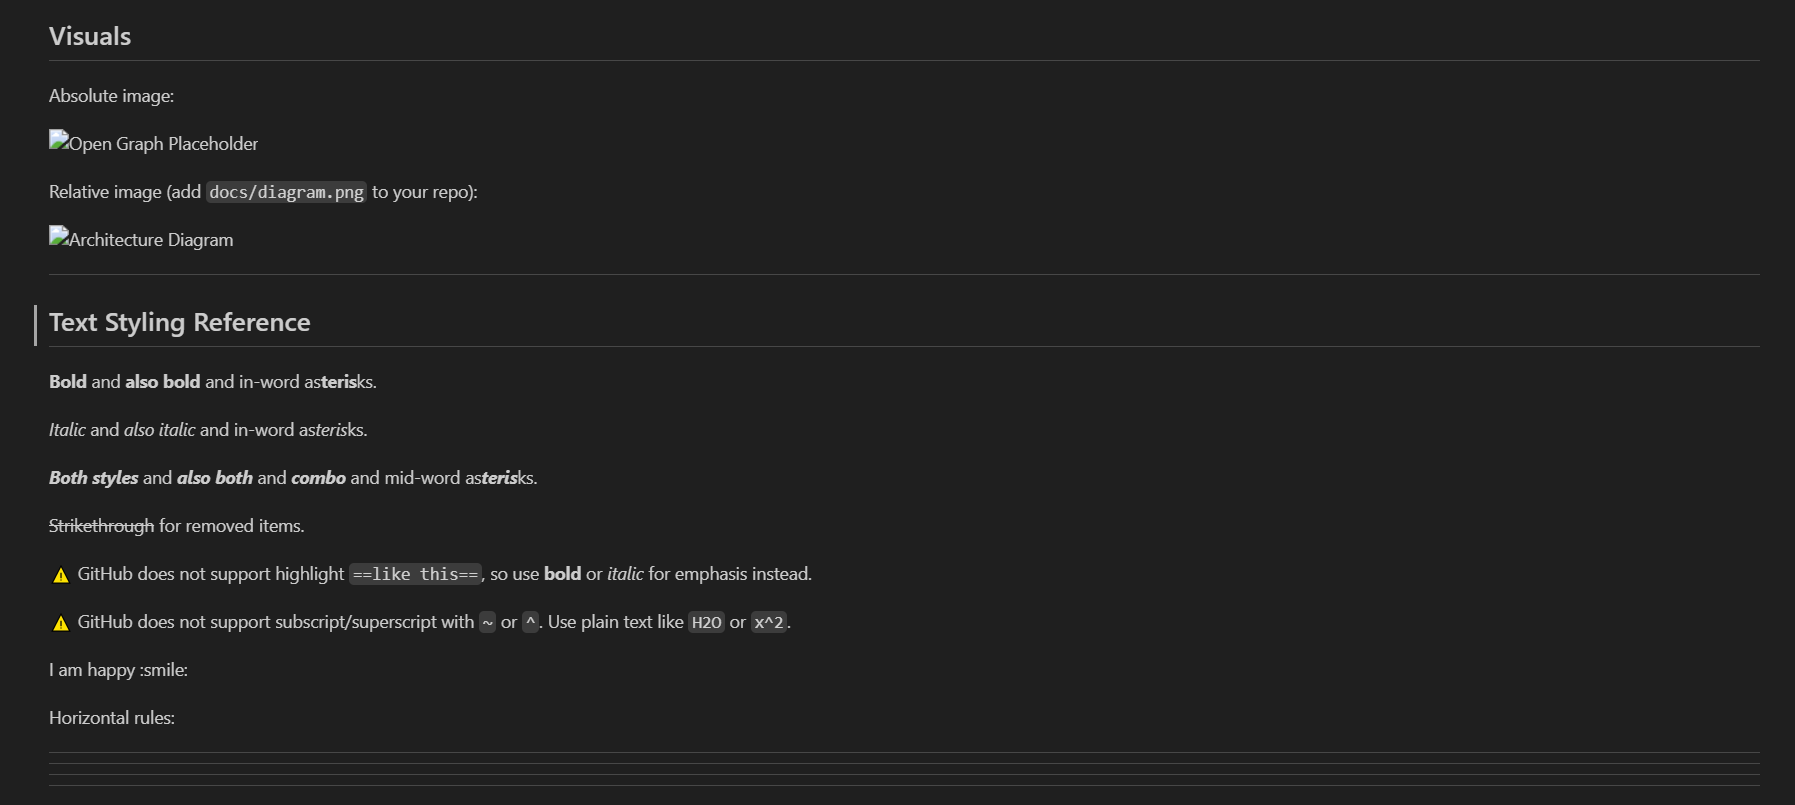 Visuals
Absolute image:
Open Graph Placeholder
Relative image (add docs/diagram.png to your repo):
Architecture Diagram
Text Styling Reference
Bold and also bold and in-word asterisks.
Italic and also italic and in-word asterisks.
Both styles and also both and combo and mid-word asterisks.
Strikethrough for removed items.
⚠️ GitHub does not support highlight ==like this==, so use bold or italic for emphasis instead.
⚠️ GitHub does not support subscript/superscript with ~ or ^. Use plain text like H2O or x^2.
I am happy :smile:
Horizontal rules: